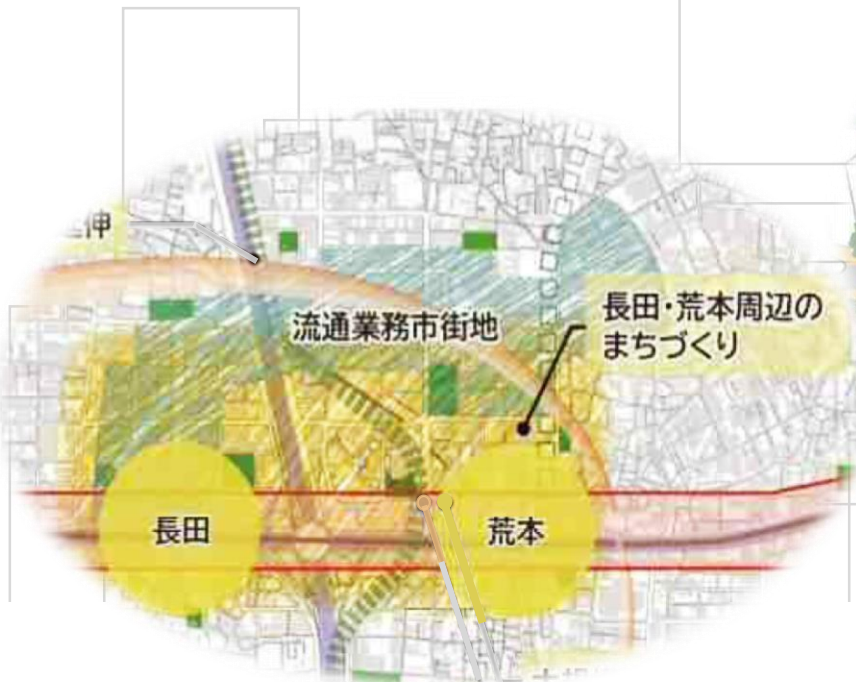 伸
流通業務市街地
長田・荒本周辺の
まちづくり
長田
荒本